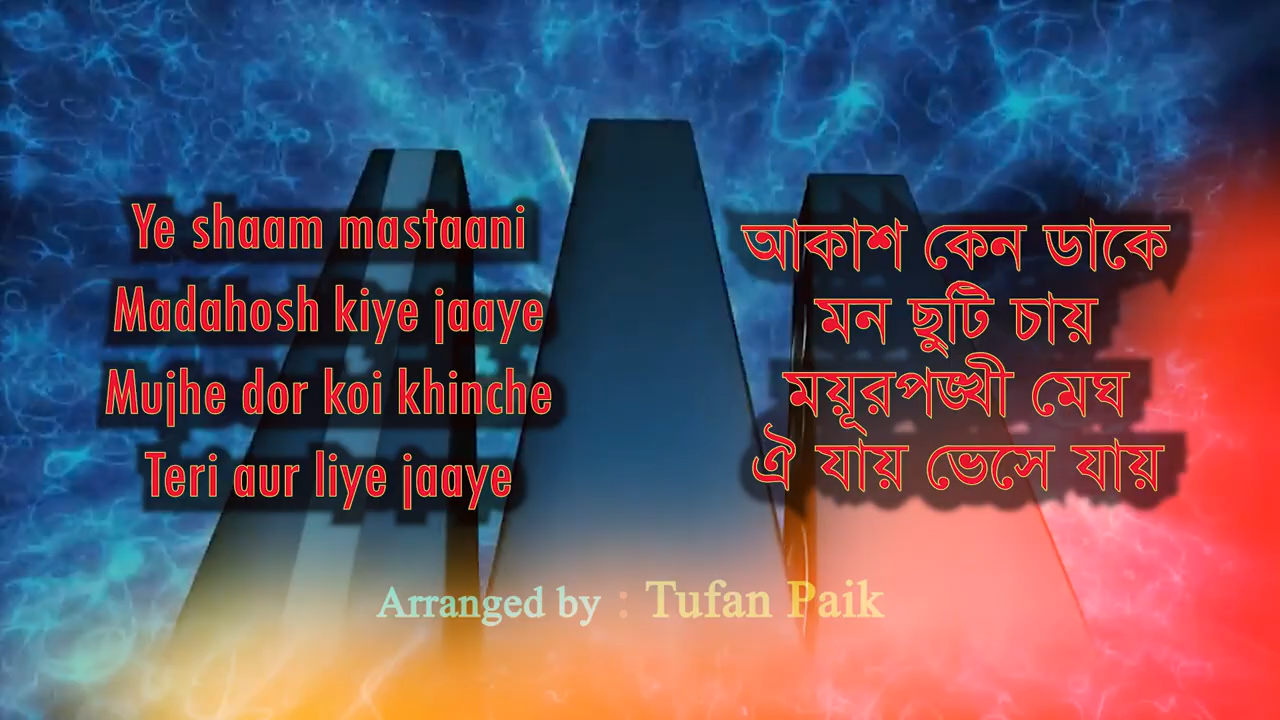 Ye shaam mastaani
Madahosh kiye jaaye
Mujhe dor koi khinche
Teri aur liye jaaye
আকাশ কেন ডাকে
মন ছুটি চায়
ময়ূরপঙ্খী মেঘ
ঐ যায় ভেসে যায়
Arranged by : Tufan Paik